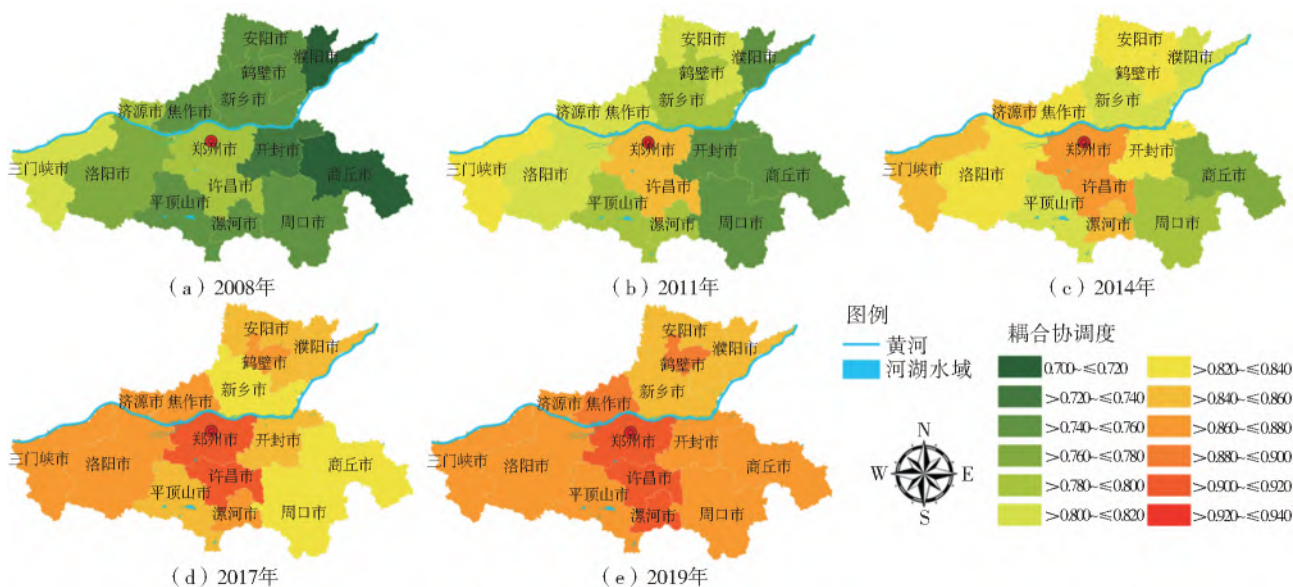 安阳市
濮阳市
鹤壁市
新乡市
济源市 焦作市
三门峡市
洛阳市
郑州市
开封市
商丘市
许昌市
平顶山市
漯河市
周口市
(a) 2008年
安阳市
濮阳市
鹤壁市
新乡市
济源市 焦作市
三门峡市
洛阳市
郑州市
开封市
商丘市
许昌市
平顶山市
漯河市
周口市
(b) 2011年
安阳市
濮阳市
鹤壁市
新乡市
济源市 焦作市
三门峡市
洛阳市
郑州市
开封市
商丘市
许昌市
平顶山市
漯河市
周口市
(c) 2014年
安阳市
濮阳市
鹤壁市
新乡市
济源市 焦作市
三门峡市
洛阳市
郑州市
开封市
商丘市
许昌市
平顶山市
漯河市
周口市
(d) 2017年
安阳市
濮阳市
鹤壁市
新乡市
济源市 焦作市
三门峡市
洛阳市
郑州市
开封市
商丘市
许昌市
平顶山市
漯河市
周口市
(e) 2019年
图例
黄河
河湖水域
N
W E
S
耦合协调度
0.700~≤0.720
>0.720~≤0.740
>0.740~≤0.760
>0.760~≤0.780
>0.780~≤0.800
>0.800~≤0.820
>0.820~≤0.840
>0.840~≤0.860
>0.860~≤0.880
>0.880~≤0.900
>0.900~≤0.920
>0.920~≤0.940